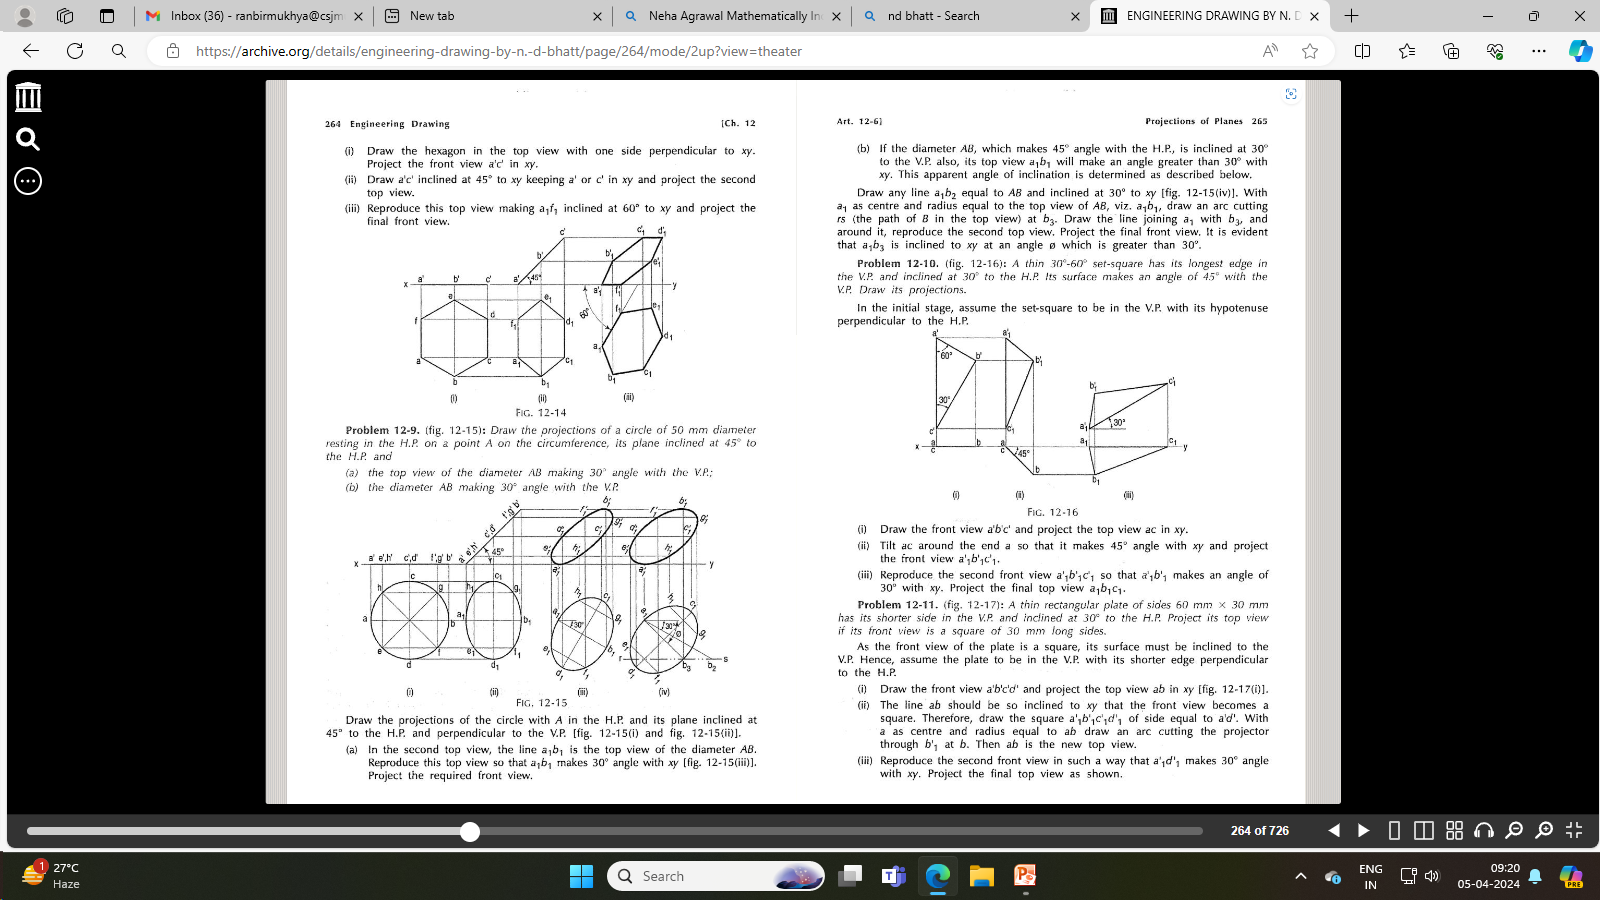 Inbox (36) - ranbirmukhya@csjm
New tab
Neha Agrawal Mathematically In
nd bhatt - Search
ENGINEERING DRAWING BY N. D
https://archive.org/details/engineering-drawing-by-n.-d-bhatt/page/264/mode/2up?view=theater
264 Engineering Drawing
[Ch. 12
(i) Draw the hexagon in the top view with one side perpendicular to xy.
Project the front view a'c' in xy.
(ii) Draw a'c' inclined at 45° to xy keeping a' or c' in xy and project the second
top view.
(iii) Reproduce this top view making a₁f₁ inclined at 60° to xy and project the
final front view.
(i)
(ii)
(iii)
FIG. 12-14
Problem 12-9. (fig. 12-15): Draw the projections of a circle of 50 mm diameter
resting in the H.P. on a point A on the circumference, its plane inclined at 45° to
the H.P. and
(a) the top view of the diameter AB making 30° angle with the V.P.;
(b) the diameter AB making 30° angle with the V.P.
(i)
(ii)
(iii)
(iv)
FIG. 12-15
Draw the projections of the circle with A in the H.P. and its plane inclined at
45° to the H.P. and perpendicular to the V.P. [fig. 12-15(i) and fig. 12-15(ii)].
(a) In the second top view, the line a₁b₁ is the top view of the diameter AB.
Reproduce this top view so that a₁b₁ makes 30° angle with xy [fig. 12-15(iii)].
Project the required front view.
Art. 12-6]
Projections of Planes 265
(b) If the diameter AB, which makes 45° angle with the H.P., is inclined at 30°
to the V.P. also, its top view a₁b₁ will make an angle greater than 30° with
xy. This apparent angle of inclination is determined as described below.
Draw any line a₁b₂ equal to AB and inclined at 30° to xy [fig. 12-15(iv)]. With
a₁ as centre and radius equal to the top view of AB, viz. a₁b₁, draw an arc cutting
rs (the path of B in the top view) at b₃. Draw the line joining a₁ with b₃, and
around it, reproduce the second top view. Project the final front view. It is evident
that a₁b₃ is inclined to xy at an angle ø which is greater than 30°.
Problem 12-10. (fig. 12-16): A thin 30°-60° set-square has its longest edge in
the V.P. and inclined at 30° to the H.P. Its surface makes an angle of 45° with the
V.P. Draw its projections.
In the initial stage, assume the set-square to be in the V.P. with its hypotenuse
perpendicular to the H.P.
(i)
(ii)
(iii)
FIG. 12-16
(i) Draw the front view a'b'c' and project the top view ac in xy.
(ii) Tilt ac around the end a so that it makes 45° angle with xy and project
the front view a'₁b'₁c'₁.
(iii) Reproduce the second front view a'₁b'₁c'₁ so that a'₁b'₁ makes an angle of
30° with xy. Project the final top view a₁b₁c₁.
Problem 12-11. (fig. 12-17): A thin rectangular plate of sides 60 mm × 30 mm
has its shorter side in the V.P. and inclined at 30° to the H.P. Project its top view
if its front view is a square of 30 mm long sides.
As the front view of the plate is a square, its surface must be inclined to the
V.P. Hence, assume the plate to be in the V.P. with its shorter edge perpendicular
to the H.P.
(i) Draw the front view a'b'c'd' and project the top view ab in xy [fig. 12-17(i)].
(ii) The line ab should be so inclined to xy that the front view becomes a
square. Therefore, draw the square a'₁b'₁c'₁d'₁ of side equal to a'd'. With
a as centre and radius equal to ab draw an arc cutting the projector
through b'₁ at b. Then ab is the new top view.
(iii) Reproduce the second front view in such a way that a'₁d'₁ makes 30° angle
with xy. Project the final top view as shown.
264 of 726
1
27°C
Haze
Search
ENG
IN
09:20
05-04-2024
PRE